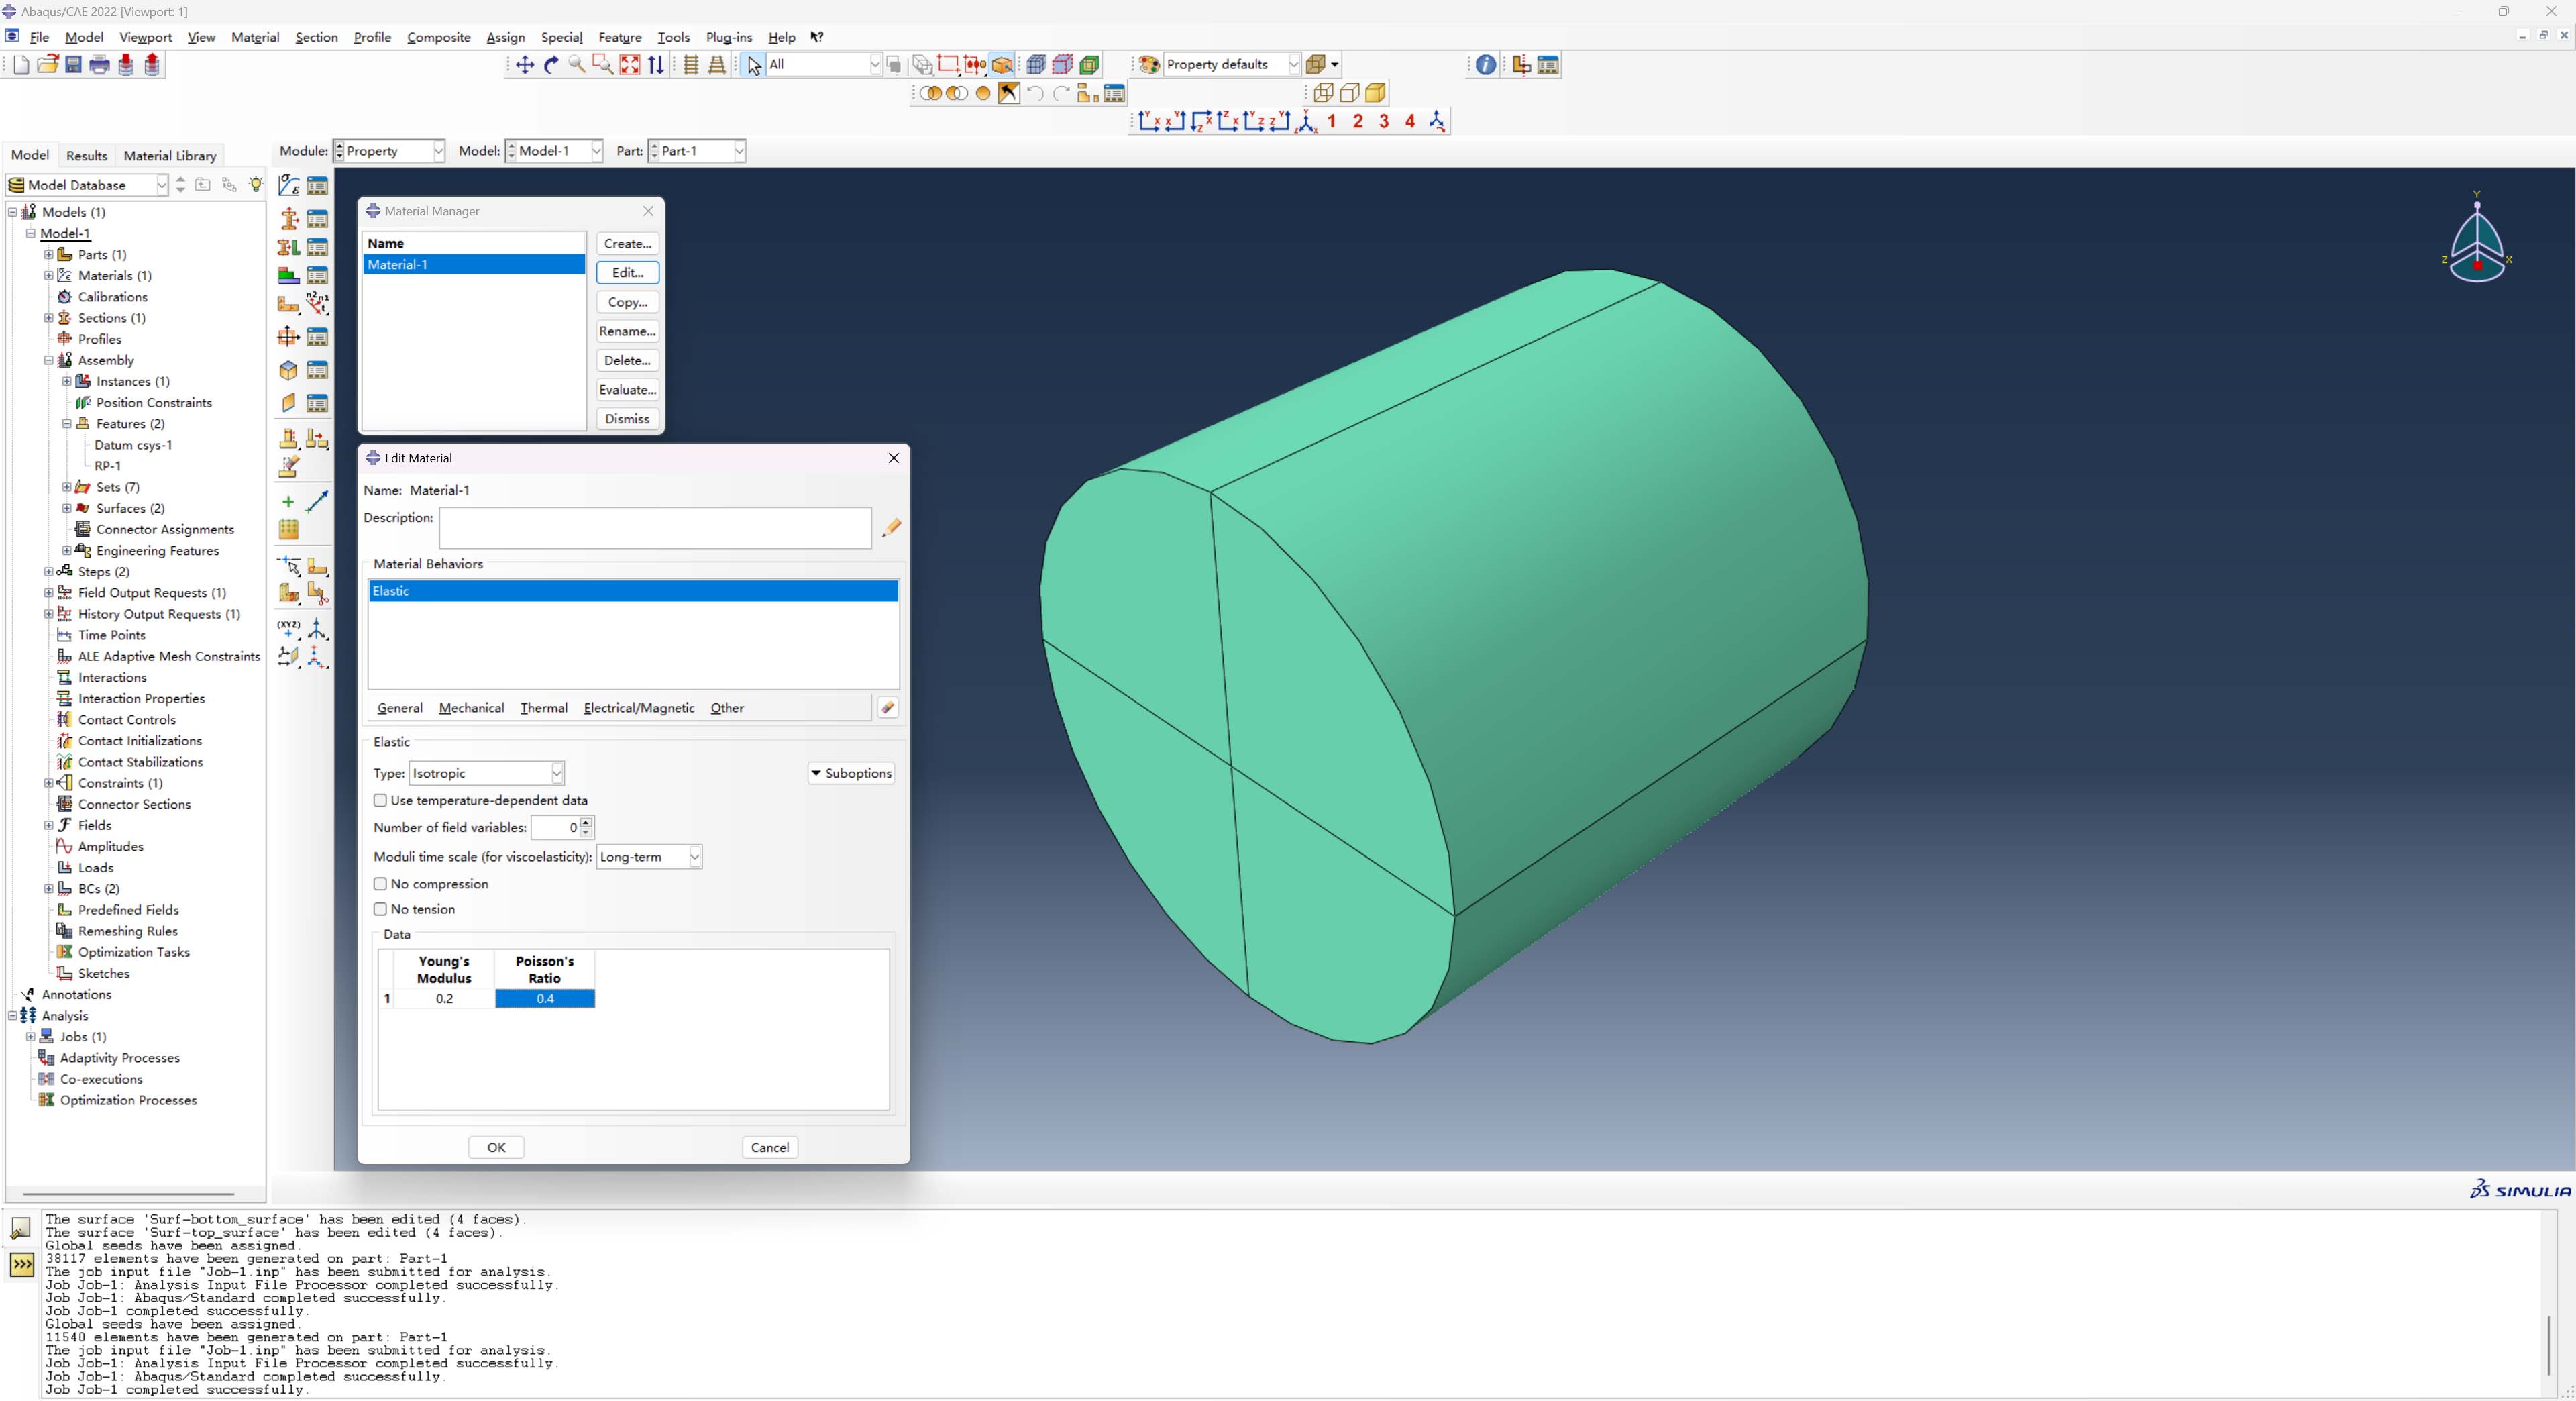 Abaqus/CAE 2022 [Viewport: 1]
File Model Viewport View Material Section Profile Composite Assign Special Feature Tools Plug-ins Help
All
Property defaults
1 2 3 4
Model Results Material Library
Module: Property Model: Model-1 Part: Part-1
Model Database
Models (1)
Model-1
Parts (1)
Materials (1)
Calibrations
Sections (1)
Profiles
Assembly
Instances (1)
Position Constraints
Features (2)
Datum csys-1
RP-1
Sets (7)
Surfaces (2)
Connector Assignments
Engineering Features
Steps (2)
Field Output Requests (1)
History Output Requests (1)
Time Points
ALE Adaptive Mesh Constraints
Interactions
Interaction Properties
Contact Controls
Contact Initializations
Contact Stabilizations
Constraints (1)
Connector Sections
Fields
Amplitudes
Loads
BCs (2)
Predefined Fields
Remeshing Rules
Optimization Tasks
Sketches
Annotations
Analysis
Jobs (1)
Adaptivity Processes
Co-executions
Optimization Processes
Material Manager
Name
Material-1
Create...
Edit...
Copy...
Rename...
Delete...
Evaluate...
Dismiss
Edit Material
Name: Material-1
Description:
Material Behaviors
Elastic
General Mechanical Thermal Electrical/Magnetic Other
Elastic
Type: Isotropic
Suboptions
Use temperature-dependent data
Number of field variables: 0
Moduli time scale (for viscoelasticity): Long-term
No compression
No tension
Data
Young's Modulus
Poisson's Ratio
1 0.2 0.4
OK Cancel
Y
Z X
SIMULIA
The surface 'Surf-bottom_surface' has been edited (4 faces).
The surface 'Surf-top_surface' has been edited (4 faces).
Global seeds have been assigned.
38117 elements have been generated on part: Part-1
The job input file "Job-1.inp" has been submitted for analysis.
Job Job-1: Analysis Input File Processor completed successfully.
Job Job-1: Abaqus/Standard completed successfully.
Job Job-1 completed successfully.
Global seeds have been assigned.
11540 elements have been generated on part: Part-1
The job input file "Job-1.inp" has been submitted for analysis.
Job Job-1: Analysis Input File Processor completed successfully.
Job Job-1: Abaqus/Standard completed successfully.
Job Job-1 completed successfully.